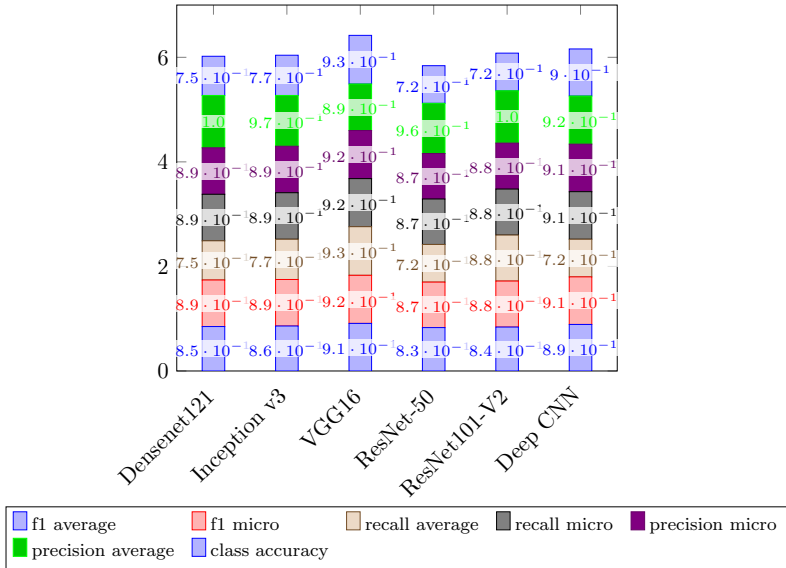 6
4
2
0
7.5 · 10⁻¹ 7.7 · 10⁻¹ 9.3 · 10⁻¹ 7.2 · 10⁻¹ 7.2 · 10⁻¹ 9 · 10⁻¹
1.0 9.7 · 10⁻¹ 8.9 · 10⁻¹ 9.6 · 10⁻¹ 1.0 9.2 · 10⁻¹
8.9 · 10⁻¹ 8.9 · 10⁻¹ 9.2 · 10⁻¹ 8.7 · 10⁻¹ 8.8 · 10⁻¹ 9.1 · 10⁻¹
8.9 · 10⁻¹ 8.9 · 10⁻¹ 9.2 · 10⁻¹ 8.7 · 10⁻¹ 8.8 · 10⁻¹ 9.1 · 10⁻¹
7.5 · 10⁻¹ 7.7 · 10⁻¹ 9.3 · 10⁻¹ 7.2 · 10⁻¹ 8.8 · 10⁻¹ 7.2 · 10⁻¹
8.9 · 10⁻¹ 8.9 · 10⁻¹ 9.2 · 10⁻¹ 8.7 · 10⁻¹ 8.8 · 10⁻¹ 9.1 · 10⁻¹
8.5 · 10⁻¹ 8.6 · 10⁻¹ 9.1 · 10⁻¹ 8.3 · 10⁻¹ 8.4 · 10⁻¹ 8.9 · 10⁻¹
Densenet121
Inception v3
VGG16
ResNet-50
ResNet101-V2
Deep CNN
f1 average f1 micro recall average recall micro precision micro
precision average class accuracy